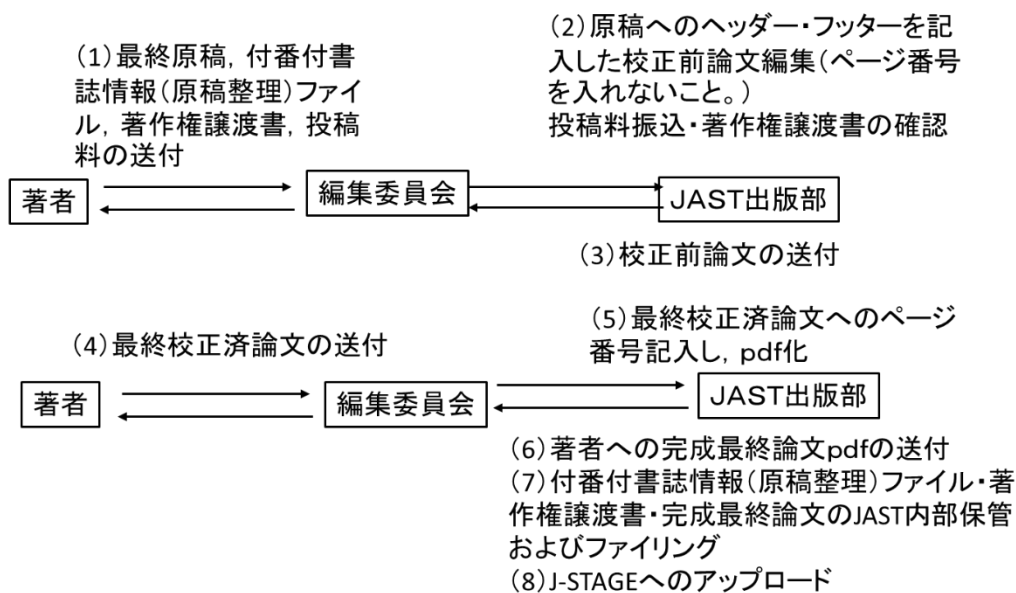 (1)最終原稿，付番付書
誌情報(原稿整理)ファイ
ル，著作権譲渡書，投稿
料の送付
(2)原稿へのヘッダー・フッターを記
入した校正前論文編集(ページ番号
を入れないこと。)
投稿料振込・著作権譲渡書の確認
著者
編集委員会
JAST出版部
(3)校正前論文の送付
(4)最終校正済論文の送付
(5)最終校正済論文へのページ
番号記入し，pdf化
著者
編集委員会
JAST出版部
(6)著者への完成最終論文pdfの送付
(7)付番付書誌情報(原稿整理)ファイル・著
作権譲渡書・完成最終論文のJAST内部保管
およびファイリング
(8)J-STAGEへのアップロード